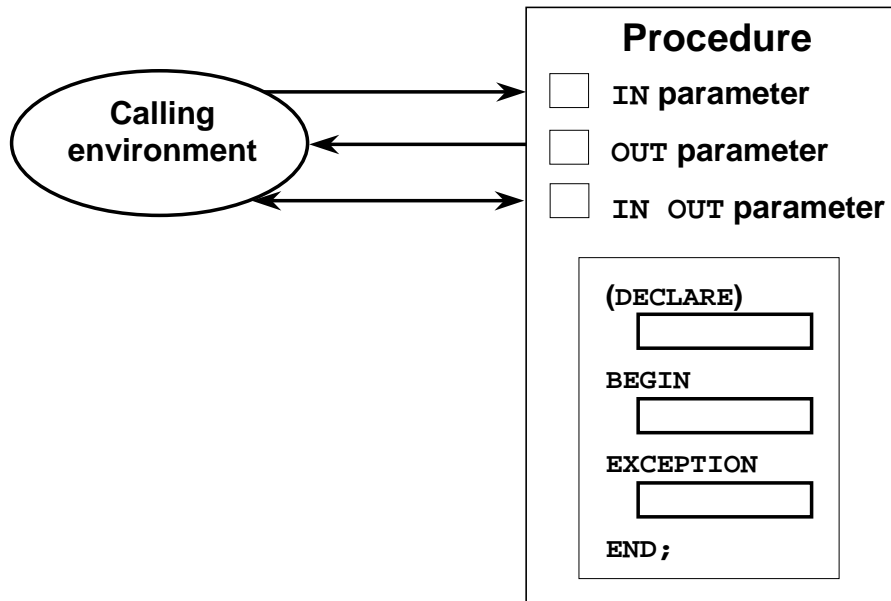 Procedure
Calling
environment
IN parameter
OUT parameter
IN OUT parameter
(DECLARE)
BEGIN
EXCEPTION
END;